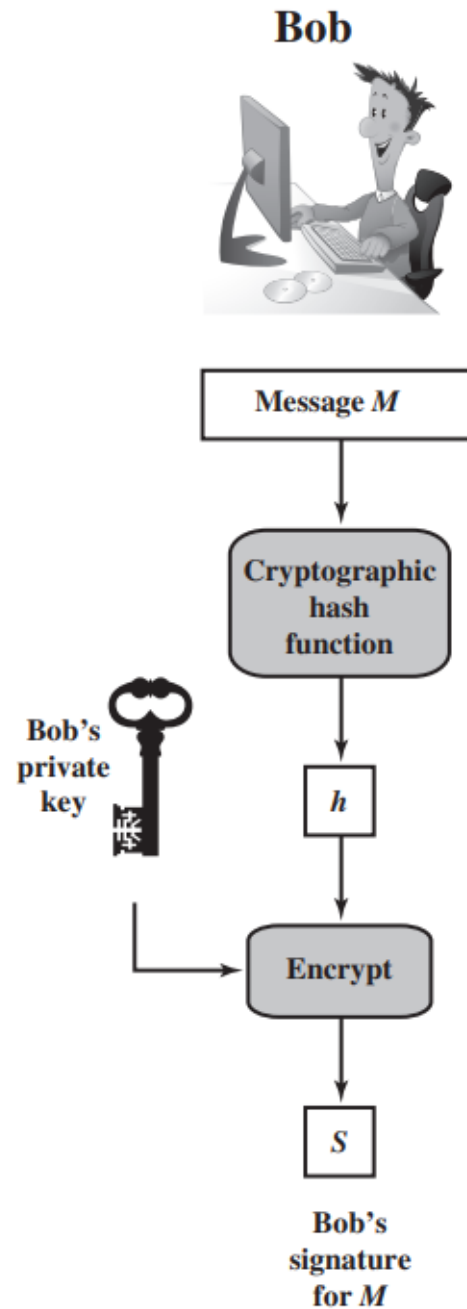 Bob
Message M
Cryptographic
hash
function
Bob's
private
key
h
Encrypt
S
Bob's
signature
for M